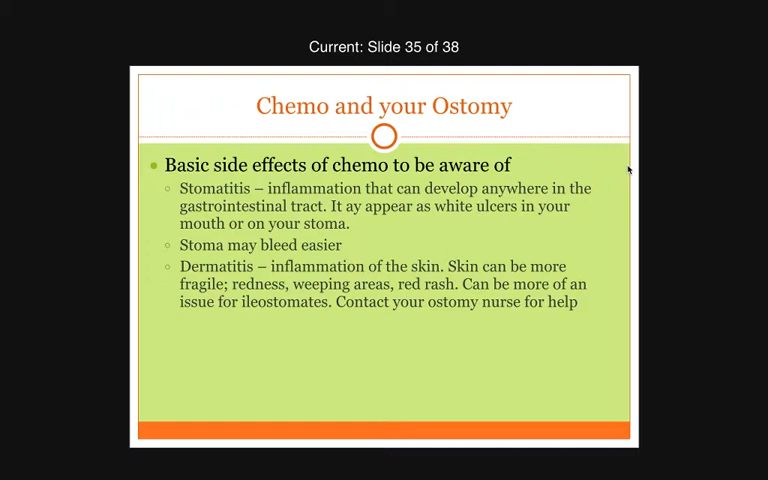 Current: Slide 35 of 38
Chemo and your Ostomy
Basic side effects of chemo to be aware of
Stomatitis – inflammation that can develop anywhere in the
gastrointestinal tract. It ay appear as white ulcers in your
mouth or on your stoma.
Stoma may bleed easier
Dermatitis – inflammation of the skin. Skin can be more
fragile; redness, weeping areas, red rash. Can be more of an
issue for ileostomates. Contact your ostomy nurse for help